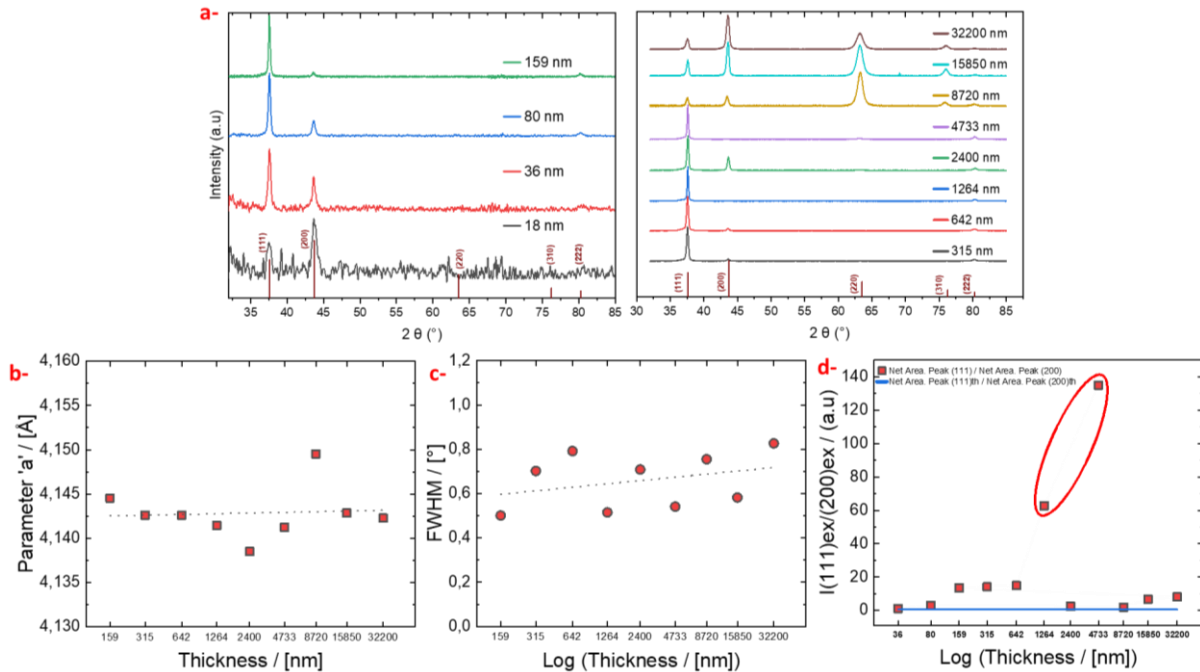 a-
Intensity (a.u)
159 nm
80 nm
36 nm
18 nm
(111)
(200)
(220)
(310)
(222)
35 40 45 50 55 60 65 70 75 80 85
2 θ (°)
32200 nm
15850 nm
8720 nm
4733 nm
2400 nm
1264 nm
642 nm
315 nm
(111)
(200)
(220)
(310)
(222)
30 35 40 45 50 55 60 65 70 75 80 85
2 θ (°)
b-
Parameter 'a' / [Å]
4,160
4,155
4,150
4,145
4,140
4,135
4,130
159 315 642 1264 2400 4733 8720 15850 32200
Thickness / [nm]
c-
FWHM / [°]
1,2
1,0
0,8
0,6
0,4
0,2
0,0
159 315 642 1264 2400 4733 8720 15850 32200
Log (Thickness / [nm])
d-
I(111)ex/(200)ex / (a.u)
Net Area. Peak (111) / Net Area. Peak (200)
Net Area. Peak (111)th / Net Area. Peak (200)th
140
120
100
80
60
40
20
0
36 80 159 315 642 1264 2400 4733 8720 15850 32200
Log (Thickness / [nm])